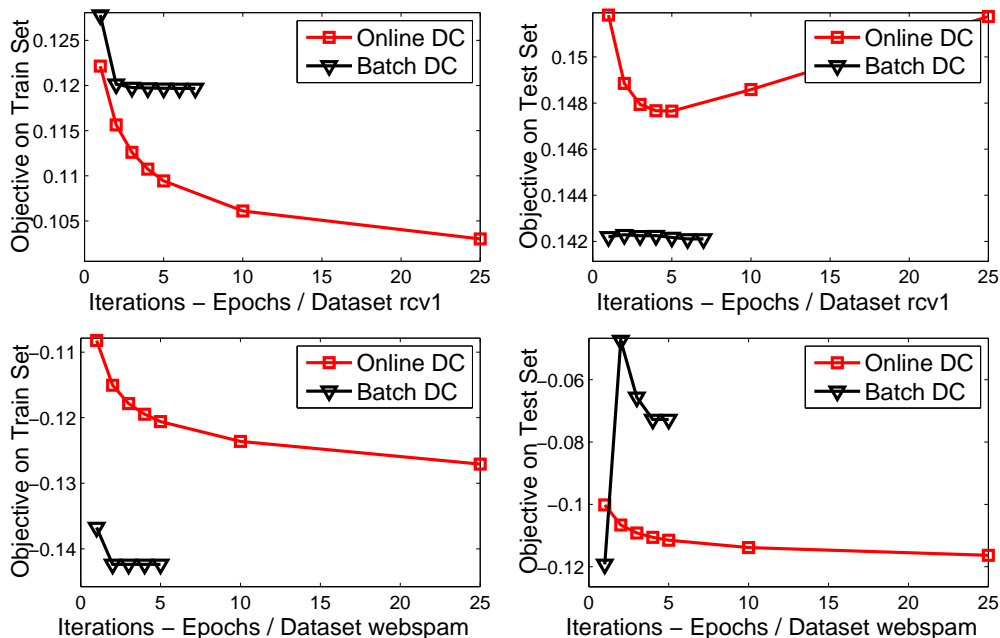 Objective on Train Set
0.125
0.12
0.115
0.11
0.105
0 5 10 15 20 25
Iterations – Epochs / Dataset rcv1
Online DC
Batch DC
Objective on Test Set
0.15
0.148
0.146
0.144
0.142
0 5 10 15 20 25
Iterations – Epochs / Dataset rcv1
Online DC
Batch DC
Objective on Train Set
−0.11
−0.12
−0.13
−0.14
0 5 10 15 20 25
Iterations – Epochs / Dataset webspam
Online DC
Batch DC
Objective on Test Set
−0.06
−0.08
−0.1
−0.12
0 5 10 15 20 25
Iterations – Epochs / Dataset webspam
Online DC
Batch DC